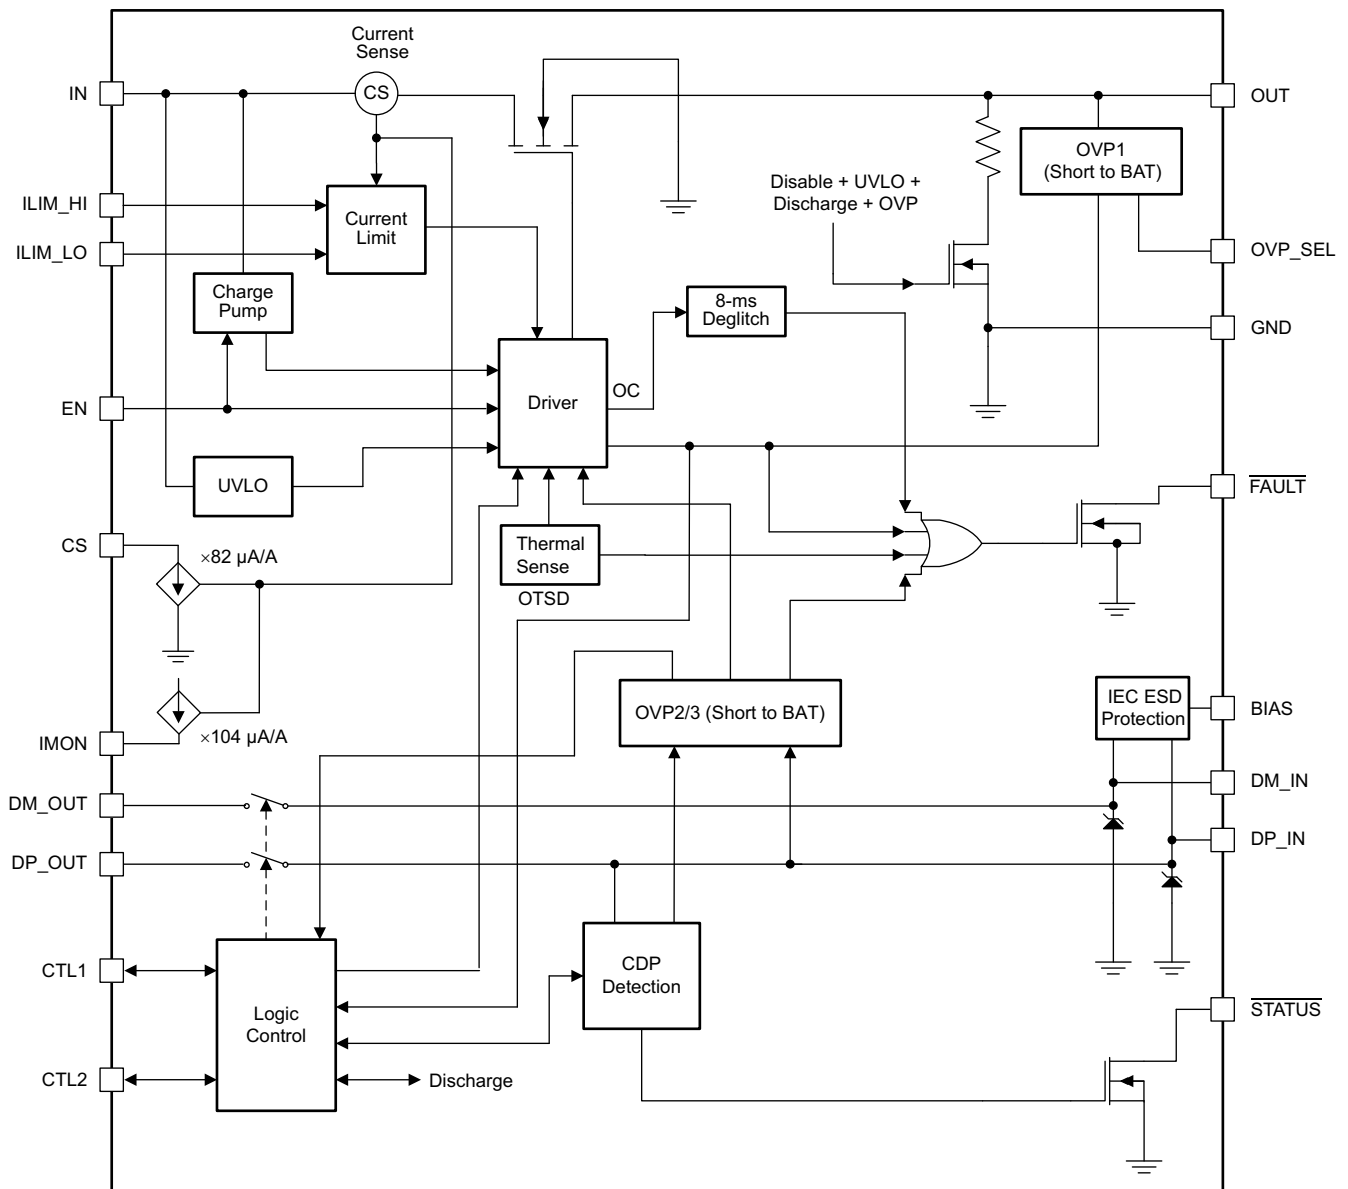 Current
Sense
IN
CS
OUT
OVP1
(Short to BAT)
Disable + UVLO +
Discharge + OVP
ILIM_HI
ILIM_LO
Current
Limit
OVP_SEL
Charge
Pump
8-ms
Deglitch
GND
EN
Driver
OC
UVLO
FAULT
CS
×82 µA/A
Thermal
Sense
OTSD
OVP2/3 (Short to BAT)
IEC ESD
Protection
BIAS
IMON
×104 µA/A
DM_IN
DM_OUT
DP_IN
DP_OUT
CTL1
CDP
Detection
Logic
Control
STATUS
CTL2
Discharge